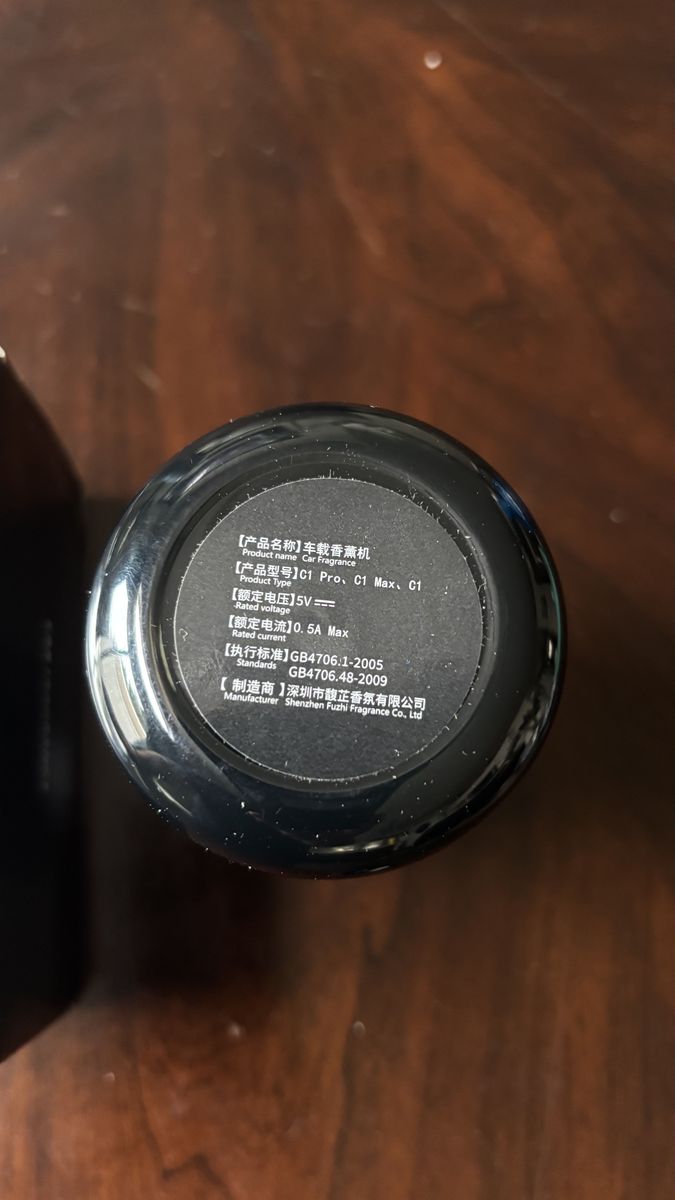 【产品名称】车载香薰机
Product name Car Fragrance
【产品型号】C1 Pro、C1 Max、C1
Product Type
【额定电压】5V⎓
Rated voltage
【额定电流】0.5A Max
Rated current
【执行标准】GB4706.1-2005
Standards GB4706.48-2009
【 制造商 】深圳市馥芷香氛有限公司
Manufacturer Shenzhen Fuzhi Fragrance Co., Ltd